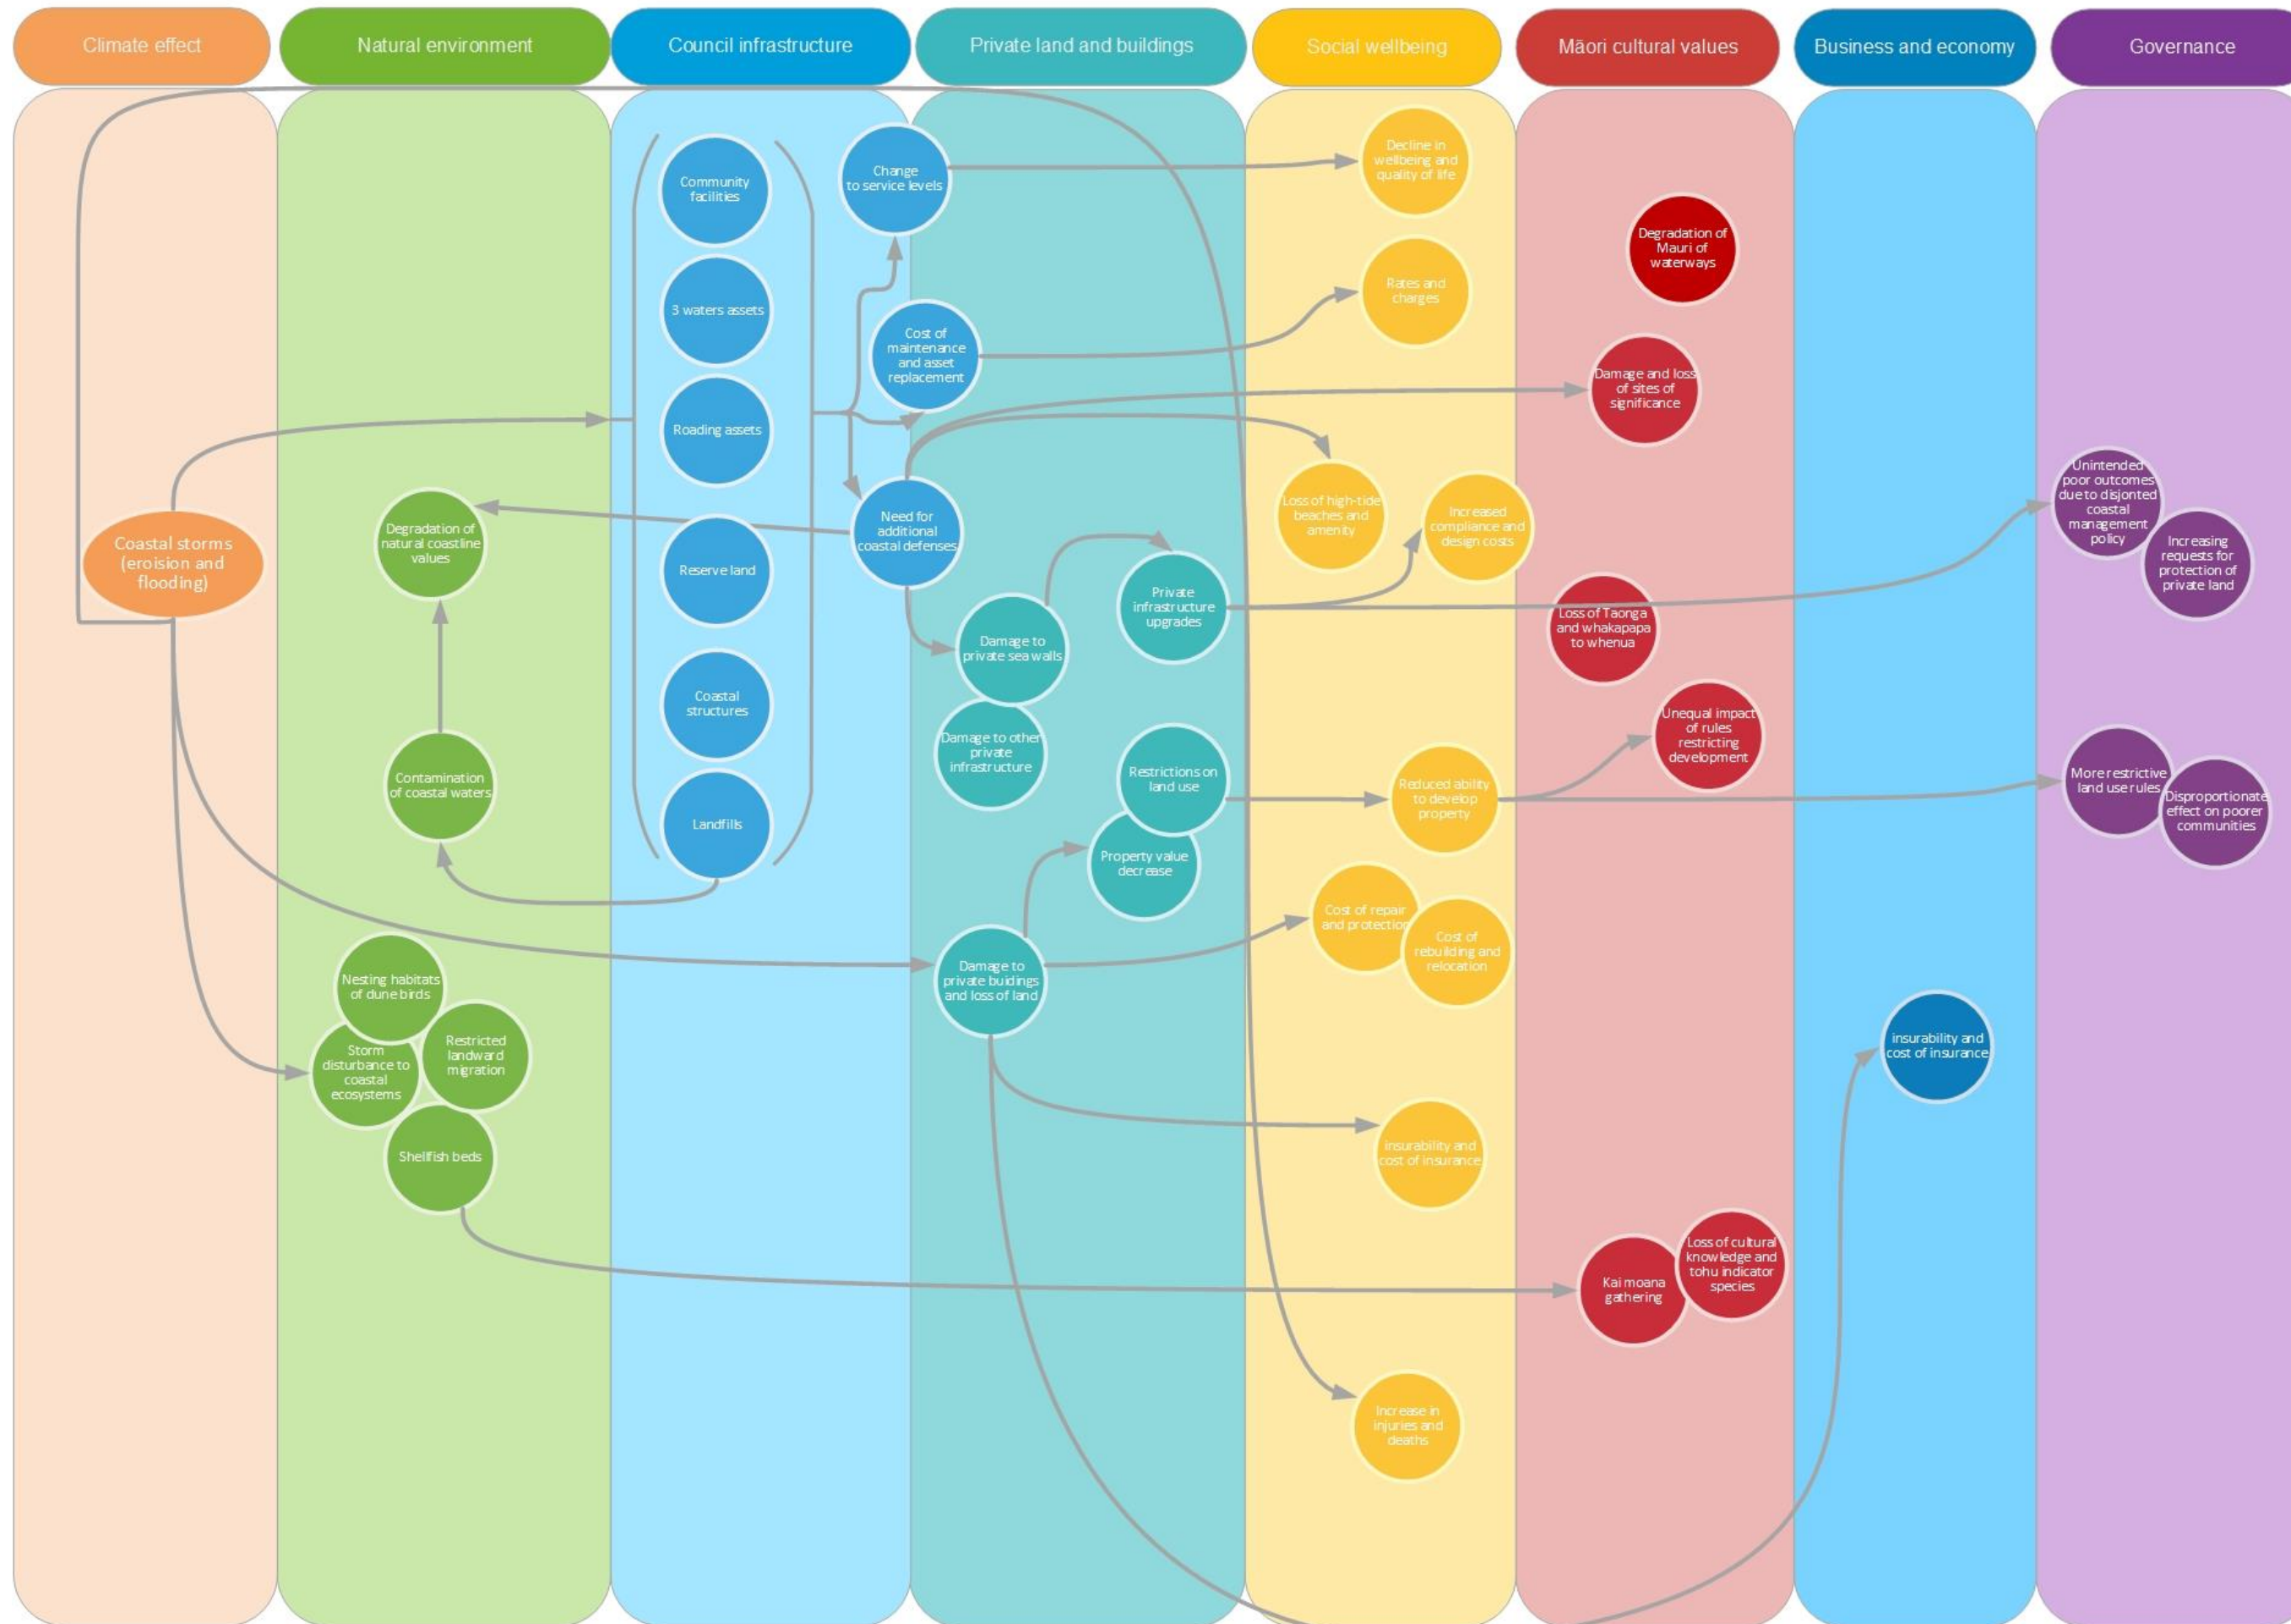 Climate effect
Natural environment
Council infrastructure
Private land and buildings
Social wellbeing
Māori cultural values
Business and economy
Governance
Coastal storms
(eroision and
flooding)
Degradation of
natural coastline
values
Contamination
of coastal waters
Nesting habitats
of dune birds
Storm
disturbance to
coastal
ecosystems
Restricted
landward
migration
Shellfish beds
Community
facilities
3 waters assets
Roading assets
Reserve land
Coastal
structures
Landfills
Change
to service levels
Cost of
maintenance
and asset
replacement
Need for
additional
coastal defenses
Damage to
private sea walls
Damage to other
private
infrastructure
Private
infrastructure
upgrades
Restrictions on
land use
Property value
decrease
Damage to
private buidings
and loss of land
Decline in
wellbeing and
quality of life
Rates and
charges
Loss of high-tide
beaches and
amenity
Increased
compliance and
design costs
Reduced ability
to develop
property
Cost of repair
and protection
Cost of
rebuilding and
relocation
insurability and
cost of insurance
Increase in
injuries and
deaths
Degradation of
Mauri of
waterways
Damage and loss
of sites of
significance
Loss of Taonga
and whakapapa
to whenua
Unequal impact
of rules
restricting
development
Kai moana
gathering
Loss of cultural
knowledge and
tohu indicator
species
insurability and
cost of insurance
Unintended
poor outcomes
due to disjonted
coastal
management
policy
Increasing
requests for
protection of
private land
More restrictive
land use rules
Disproportionate
effect on poorer
communities